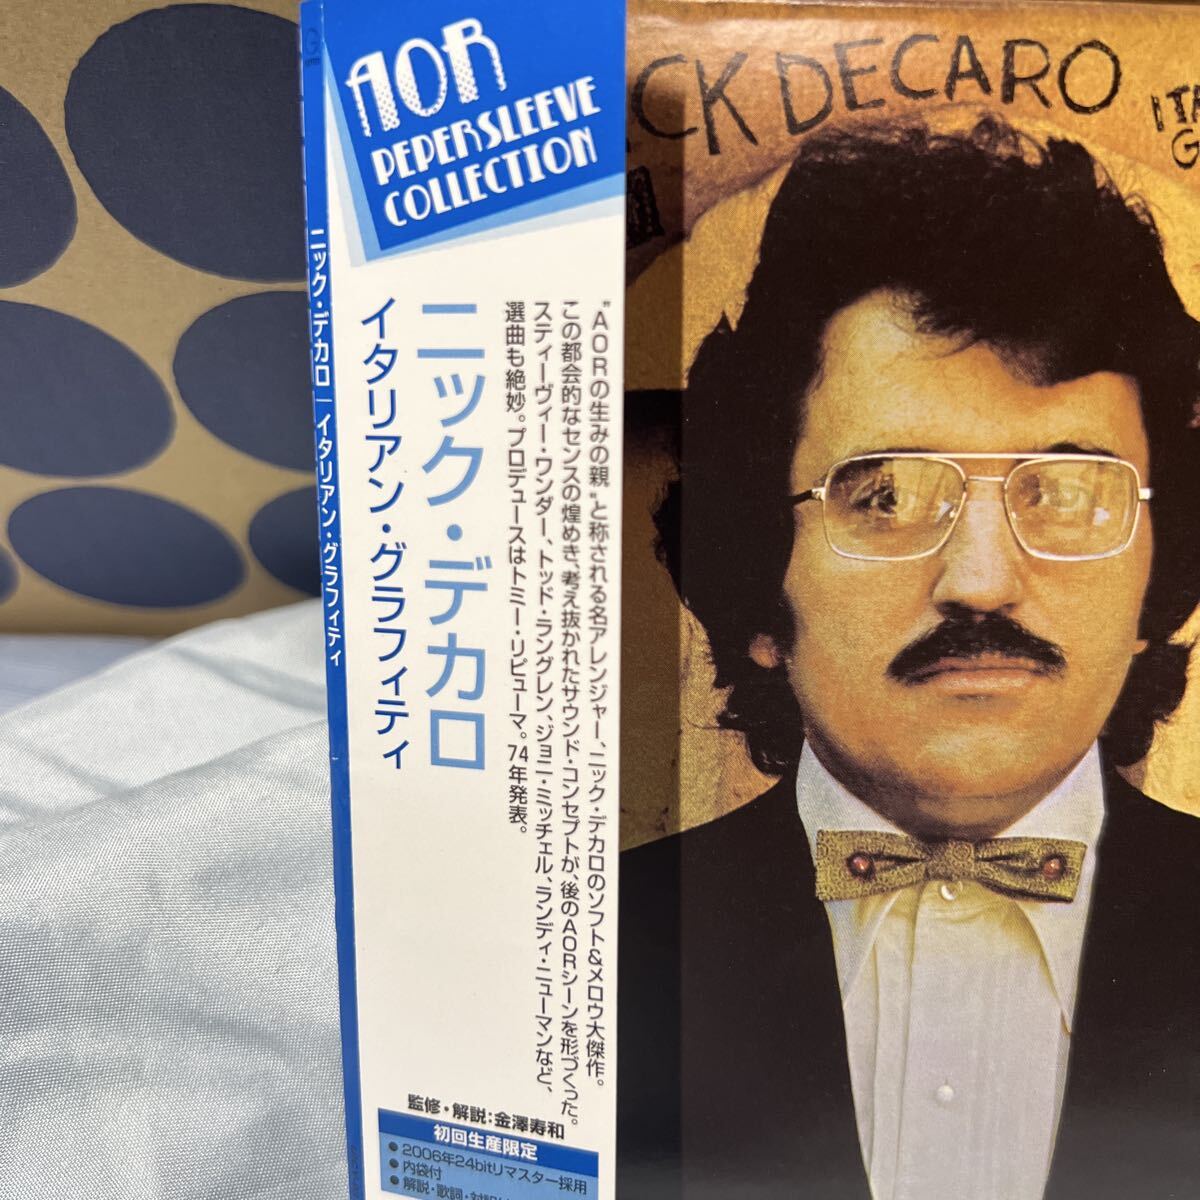 AOR
PEPERSLEEVE
COLLECTION
ニック・デカロ
イタリアン・グラフィティ
"AORの生みの親"と称される名アレンジャー、ニック・デカロのソフト&メロウ大傑作。
この都会的なセンスの煌めき、考え抜かれたサウンド・コンセプトが、後のAORシーンを形づくった。
スティーヴィー・ワンダー、トッド・ラングレン、ジョニ・ミッチェル、ランディ・ニューマンなど、
選曲も絶妙。プロデュースはトミー・リピューマ。74年発表。
監修・解説:金澤寿和
初回生産限定
●2006年24bitリマスター採用
●内袋付
●解説・歌詞・対訳
ニック・デカロ|イタリアン・グラフィティ
CK DECARO